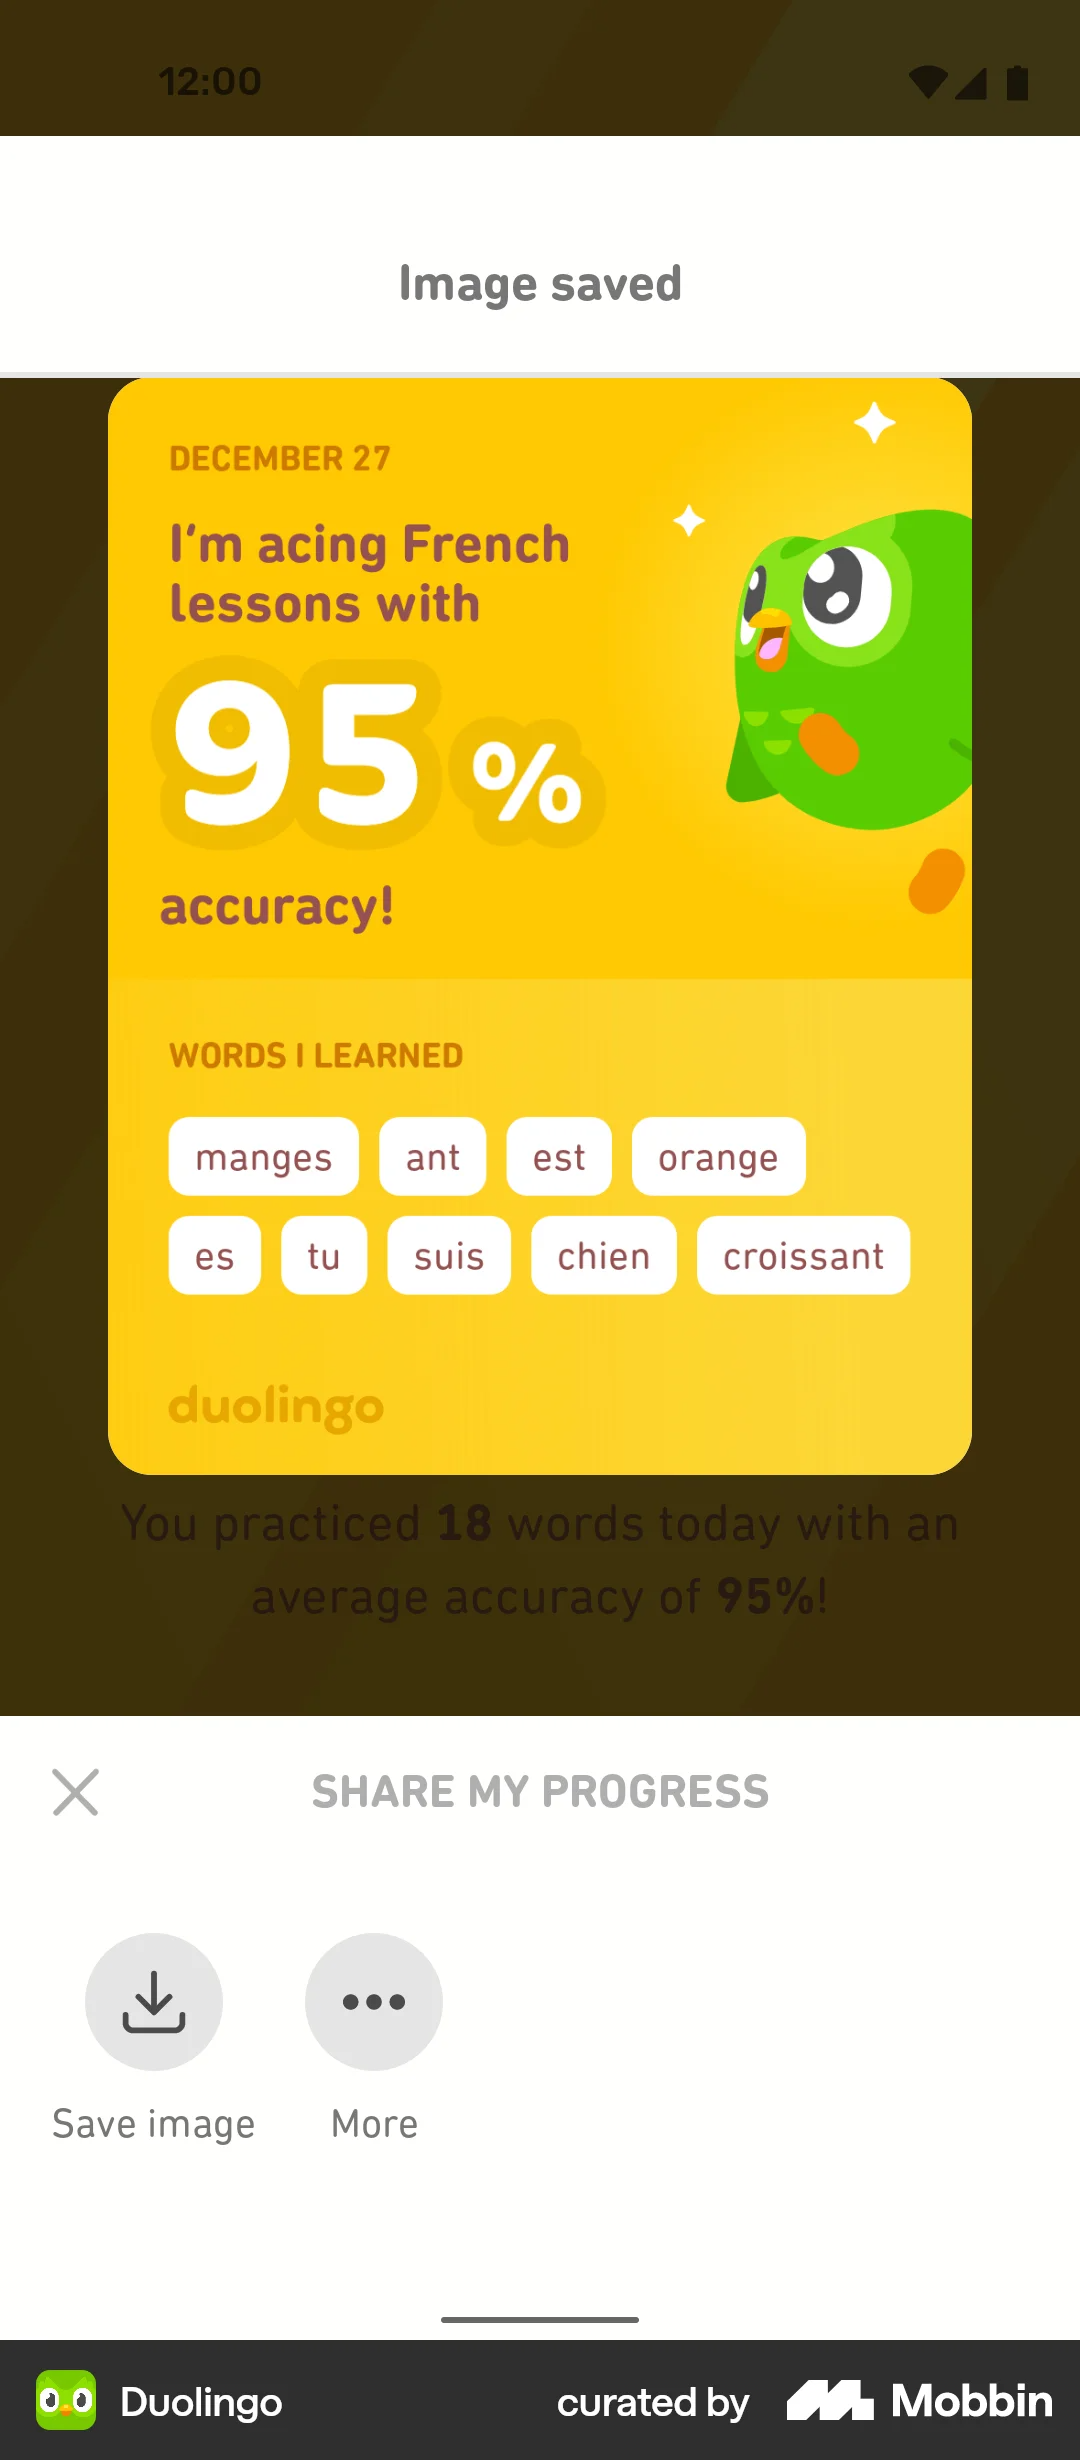 12:00
Image saved
DECEMBER 27
I'm acing French
lessons with
95%
accuracy!
WORDS I LEARNED
manges ant est orange
es tu suis chien croissant
duolingo
You practiced 18 words today with an
average accuracy of 95%!
SHARE MY PROGRESS
Save image More
Duolingo curated by Mobbin